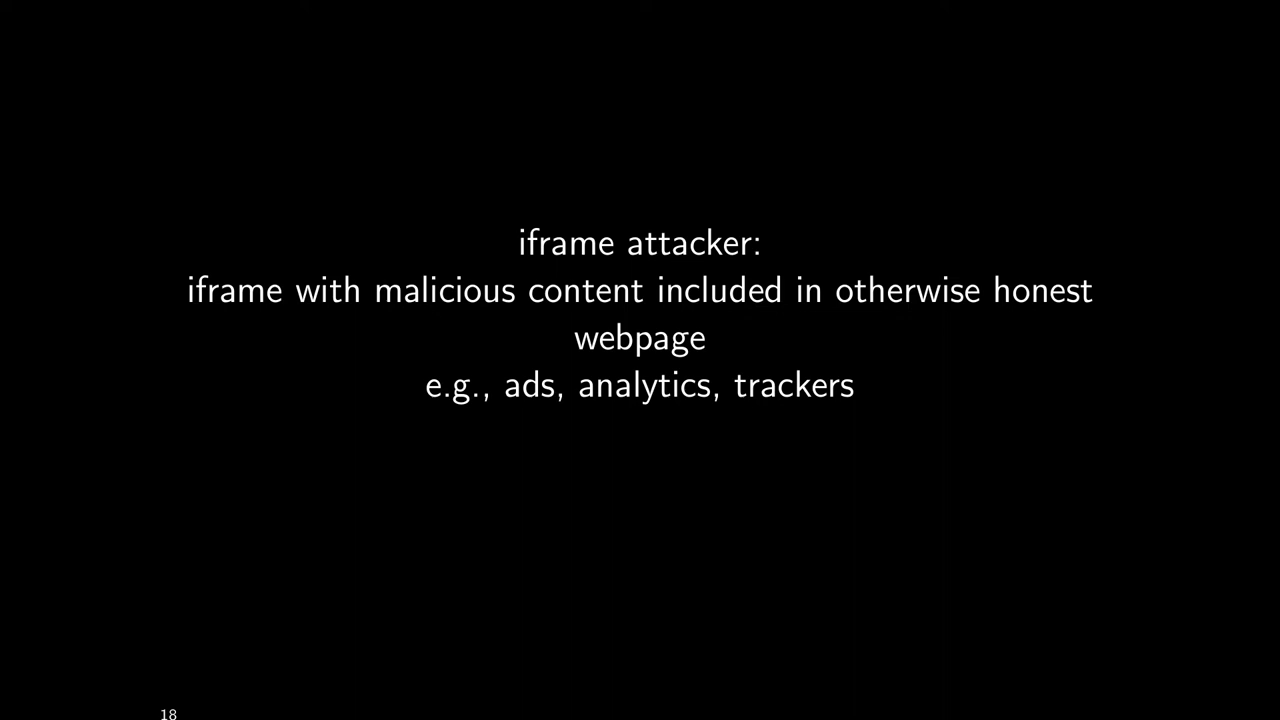 iframe attacker:
iframe with malicious content included in otherwise honest
webpage
e.g., ads, analytics, trackers
18